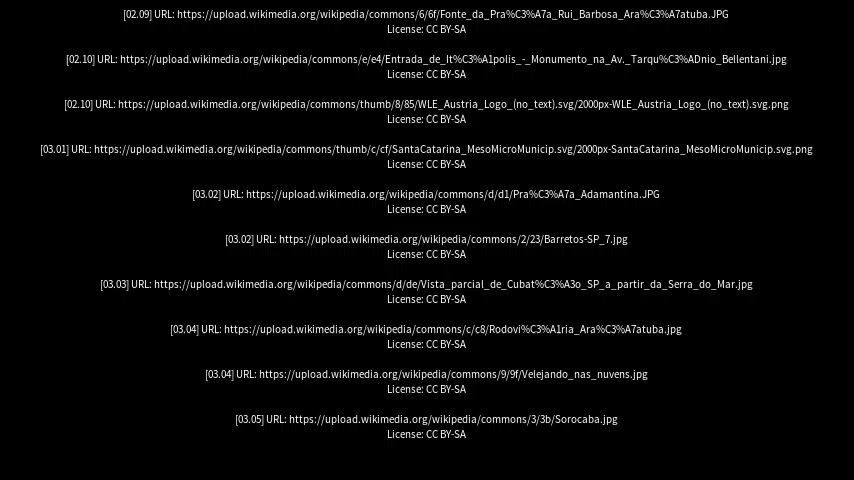 [02.09] URL: https://upload.wikimedia.org/wikipedia/commons/6/6f/Fonte_da_Pra%C3%A7a_Rui_Barbosa_Ara%C3%A7atuba.JPG
License: CC BY-SA
[02.10] URL: https://upload.wikimedia.org/wikipedia/commons/e/e4/Entrada_de_It%C3%A1polis_-_Monumento_na_Av._Tarqu%C3%ADnio_Bellentani.jpg
License: CC BY-SA
[02.10] URL: https://upload.wikimedia.org/wikipedia/commons/thumb/8/85/WLE_Austria_Logo_(no_text).svg/2000px-WLE_Austria_Logo_(no_text).svg.png
License: CC BY-SA
[03.01] URL: https://upload.wikimedia.org/wikipedia/commons/thumb/c/cf/SantaCatarina_MesoMicroMunicip.svg/2000px-SantaCatarina_MesoMicroMunicip.svg.png
License: CC BY-SA
[03.02] URL: https://upload.wikimedia.org/wikipedia/commons/d/d1/Pra%C3%A7a_Adamantina.JPG
License: CC BY-SA
[03.02] URL: https://upload.wikimedia.org/wikipedia/commons/2/23/Barretos-SP_7.jpg
License: CC BY-SA
[03.03] URL: https://upload.wikimedia.org/wikipedia/commons/d/de/Vista_parcial_de_Cubat%C3%A3o_SP_a_partir_da_Serra_do_Mar.jpg
License: CC BY-SA
[03.04] URL: https://upload.wikimedia.org/wikipedia/commons/c/c8/Rodovi%C3%A1ria_Ara%C3%A7atuba.jpg
License: CC BY-SA
[03.04] URL: https://upload.wikimedia.org/wikipedia/commons/9/9f/Velejando_nas_nuvens.jpg
License: CC BY-SA
[03.05] URL: https://upload.wikimedia.org/wikipedia/commons/3/3b/Sorocaba.jpg
License: CC BY-SA